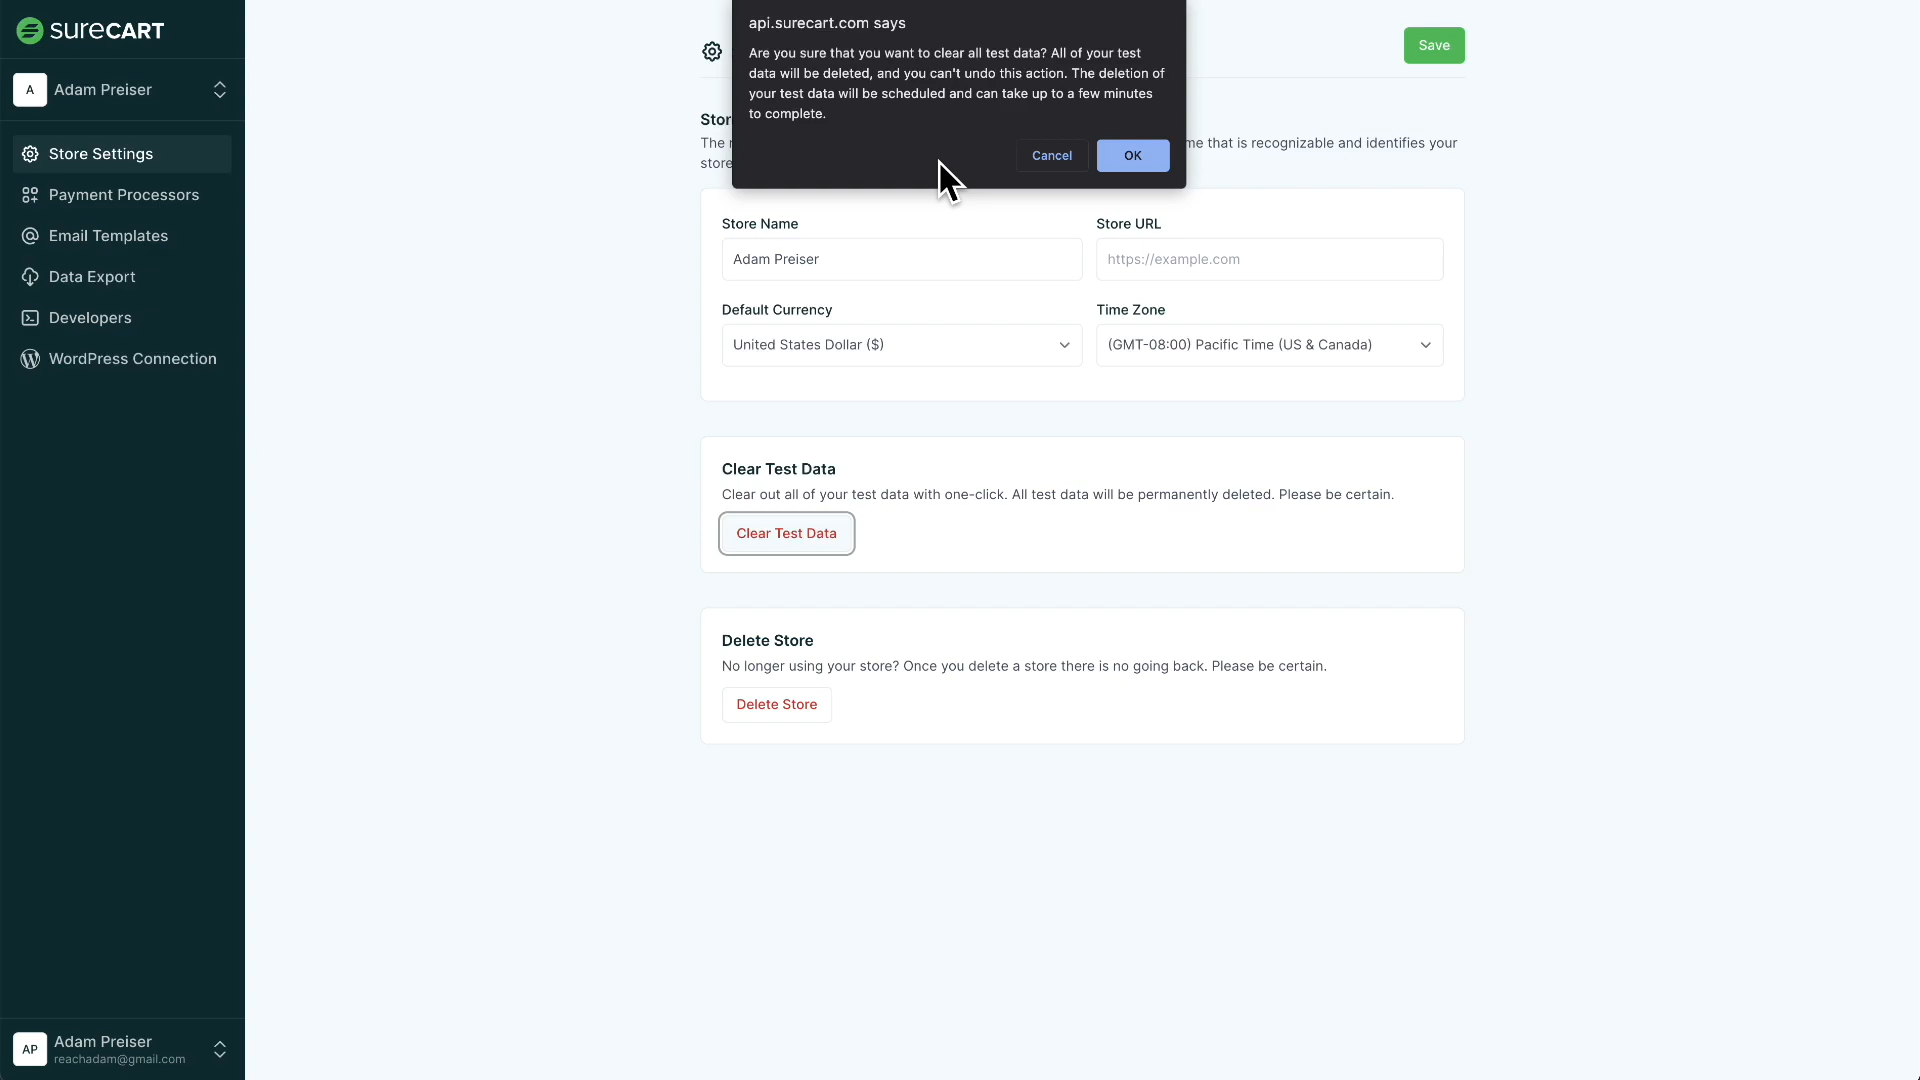 sureCART
A
Adam Preiser
Store Settings
Payment Processors
Email Templates
Data Export
Developers
WordPress Connection
AP
Adam Preiser
reachadam@gmail.com
api.surecart.com says
Are you sure that you want to clear all test data? All of your test
data will be deleted, and you can't undo this action. The deletion of
your test data will be scheduled and can take up to a few minutes
to complete.
Cancel
OK
Save
Stor
The
me that is recognizable and identifies your
store
Store Name
Store URL
Adam Preiser
https://example.com
Default Currency
Time Zone
United States Dollar ($)
(GMT-08:00) Pacific Time (US & Canada)
Clear Test Data
Clear out all of your test data with one-click. All test data will be permanently deleted. Please be certain.
Clear Test Data
Delete Store
No longer using your store? Once you delete a store there is no going back. Please be certain.
Delete Store